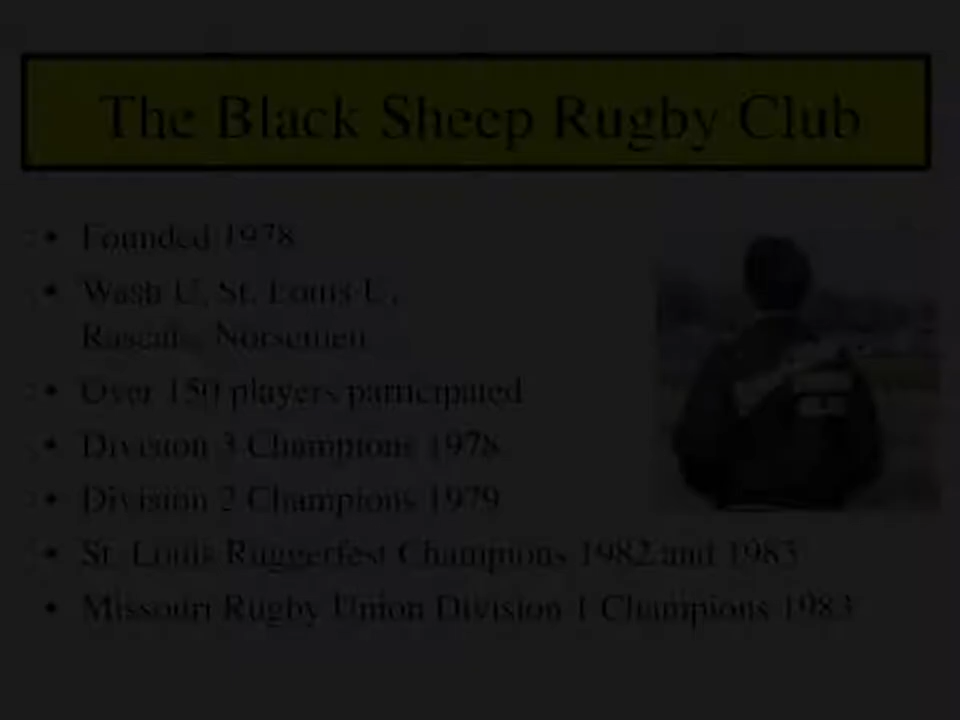 The Black Sheep Rugby Club
• Founded 1978
• Wash U, St. Louis U,
Rascals, Norsemen
• Over 150 players participated
• Division 3 Champions 1978
• Division 2 Champions 1979
• St. Louis Ruggerfest Champions 1982 and 1983
• Missouri Rugby Union Division 1 Champions 1983